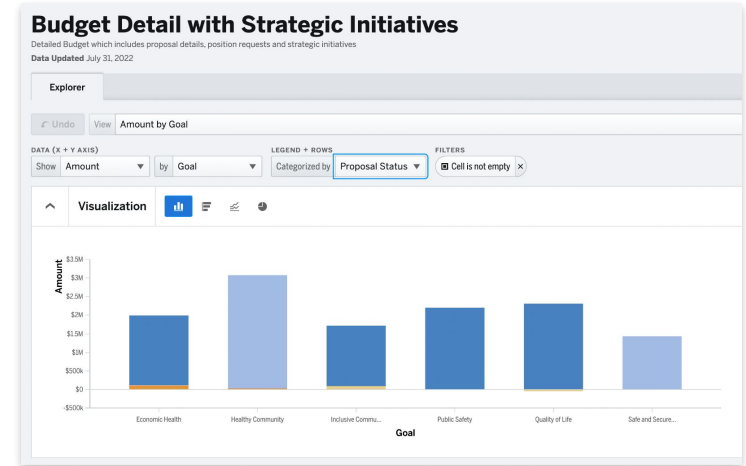 Budget Detail with Strategic Initiatives
Detailed Budget which includes proposal details, position requests and strategic initiatives
Data Updated July 31, 2022
Explorer
Undo View Amount by Goal
DATA (X + Y AXIS) LEGEND + ROWS FILTERS
Show Amount by Goal Categorized by Proposal Status Cell is not empty ×
Visualization
Amount
$3.5M
$3M
$2.5M
$2M
$1.5M
$1M
$500k
$0
-$500k
Economic Health Healthy Community Inclusive Commu... Public Safety Quality of Life Safe and Secure...
Goal